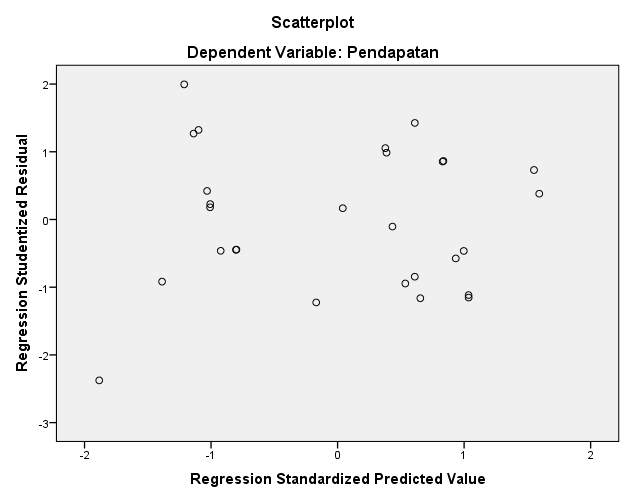 Scatterplot
Dependent Variable: Pendapatan
Regression Studentized Residual
2
1
0
-1
-2
-3
-2
-1
0
1
2
Regression Standardized Predicted Value